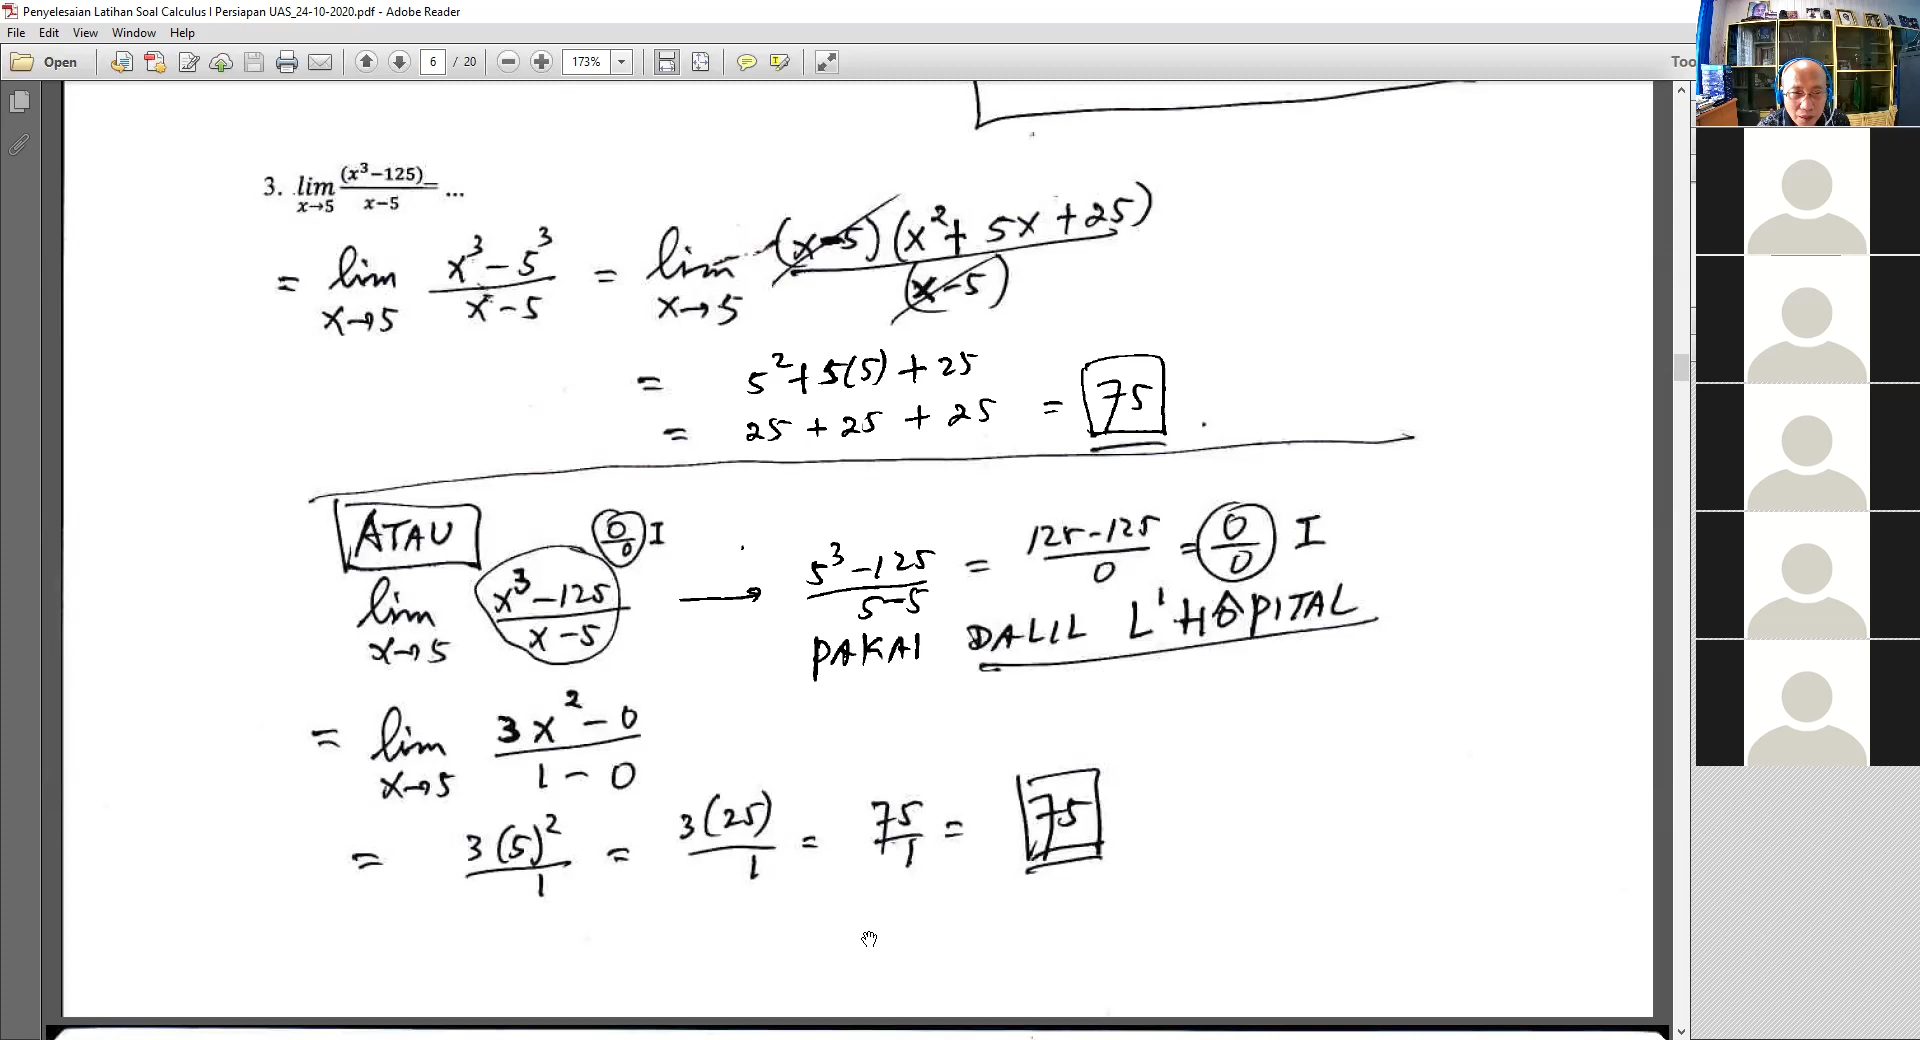 Penyelesaian Latihan Soal Calculus I Persiapan UAS_24-10-2020.pdf - Adobe Reader
File Edit View Window Help
Open 6 / 20 173% Too
3. lim x→5 (x³−125)/(x−5) = ...
= lim x→5 (x³ − 5³)/(x − 5) = lim x→5 (x−5)(x² + 5x + 25)/(x−5)
= 5² + 5(5) + 25
= 25 + 25 + 25 = 75
ATAU
lim x→5 (x³ − 125)/(x − 5) 0/0 I → (5³ − 125)/(5−5) = (125 − 125)/0 = 0/0 I
PAKAI DALIL L'HÔPITAL
= lim x→5 (3x² − 0)/(1 − 0)
= 3(5)²/1 = 3(25)/1 = 75/1 = 75